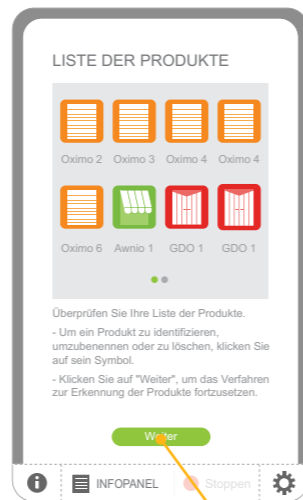 LISTE DER PRODUKTE
Oximo 2 Oximo 3 Oximo 4 Oximo 4
Oximo 6 Awnio 1 GDO 1 GDO 1
Überprüfen Sie Ihre Liste der Produkte.
- Um ein Produkt zu identifizieren,
umzubenennen oder zu löschen, klicken Sie
auf sein Symbol.
- Klicken Sie auf "Weiter", um das Verfahren
zur Erkennung der Produkte fortzusetzen.
Weiter
INFOPANEL Stoppen